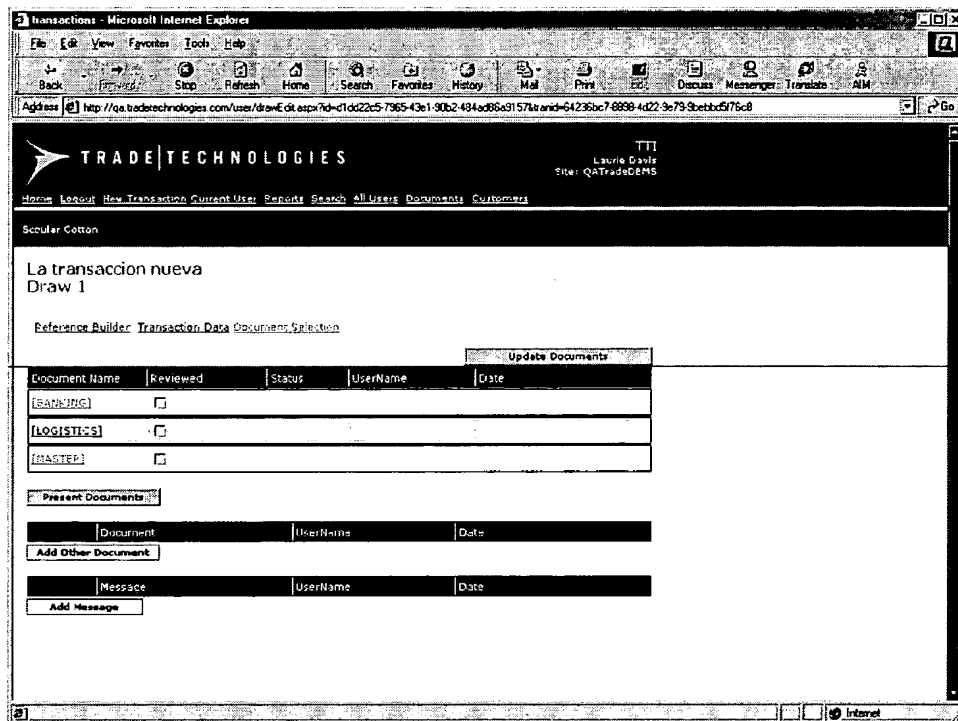 transactions - Microsoft Internet Explorer
File Edit View Favorites Tools Help
Back Forward Stop Refresh Home Search Favorites History Mail Print Edit Discuss Messenger Translate AIM
Address http://qa.tradetechnologies.com/user/drawEdit.aspx?id=d1dd22c5-7965-43e1-90b2-484ad86a9157&tranid=64236bc7-8898-4d22-9e79-9bebbd5f76c8 Go
TRADE TECHNOLOGIES
TTI
Laurie Davis
Site: QATradeDBMS
Home Logout New Transaction Current User Reports Search All Users Documents Customers
Secular Cotton
La transaccion nueva
Draw 1
Reference Builder Transaction Data Document Selection
Update Documents
Document Name Reviewed Status UserName Date
[BANKING]
[LOGISTICS]
[MASTER]
Present Documents
Document UserName Date
Add Other Document
Message UserName Date
Add Message
Internet